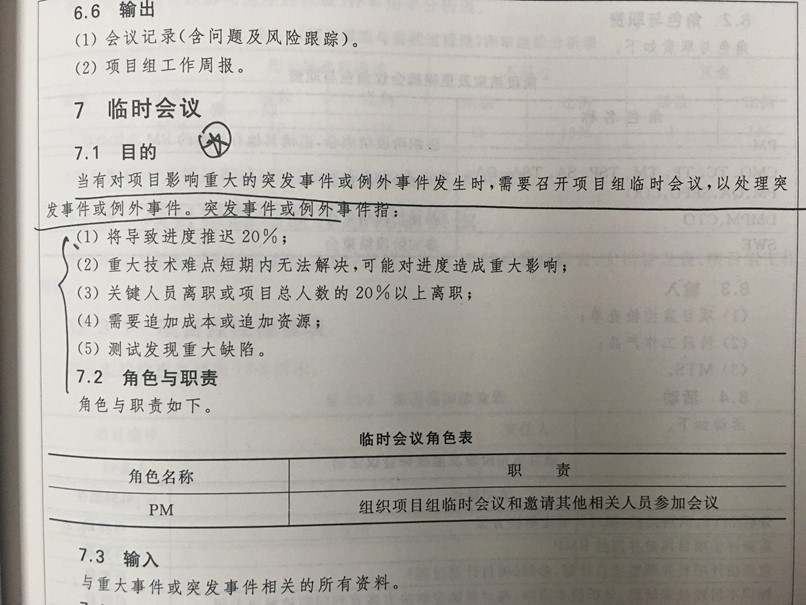 6.6 输出
(1) 会议记录(含问题及风险跟踪)。
(2) 项目组工作周报。
7 临时会议
7.1 目的
当有对项目影响重大的突发事件或例外事件发生时,需要召开项目组临时会议,以处理突
发事件或例外事件。突发事件或例外事件指:
(1) 将导致进度推迟20%;
(2) 重大技术难点短期内无法解决,可能对进度造成重大影响;
(3) 关键人员离职或项目总人数的20%以上离职;
(4) 需要追加成本或追加资源;
(5) 测试发现重大缺陷。
7.2 角色与职责
角色与职责如下。
临时会议角色表
角色名称 职 责
PM 组织项目组临时会议和邀请其他相关人员参加会议
7.3 输入
与重大事件或突发事件相关的所有资料。